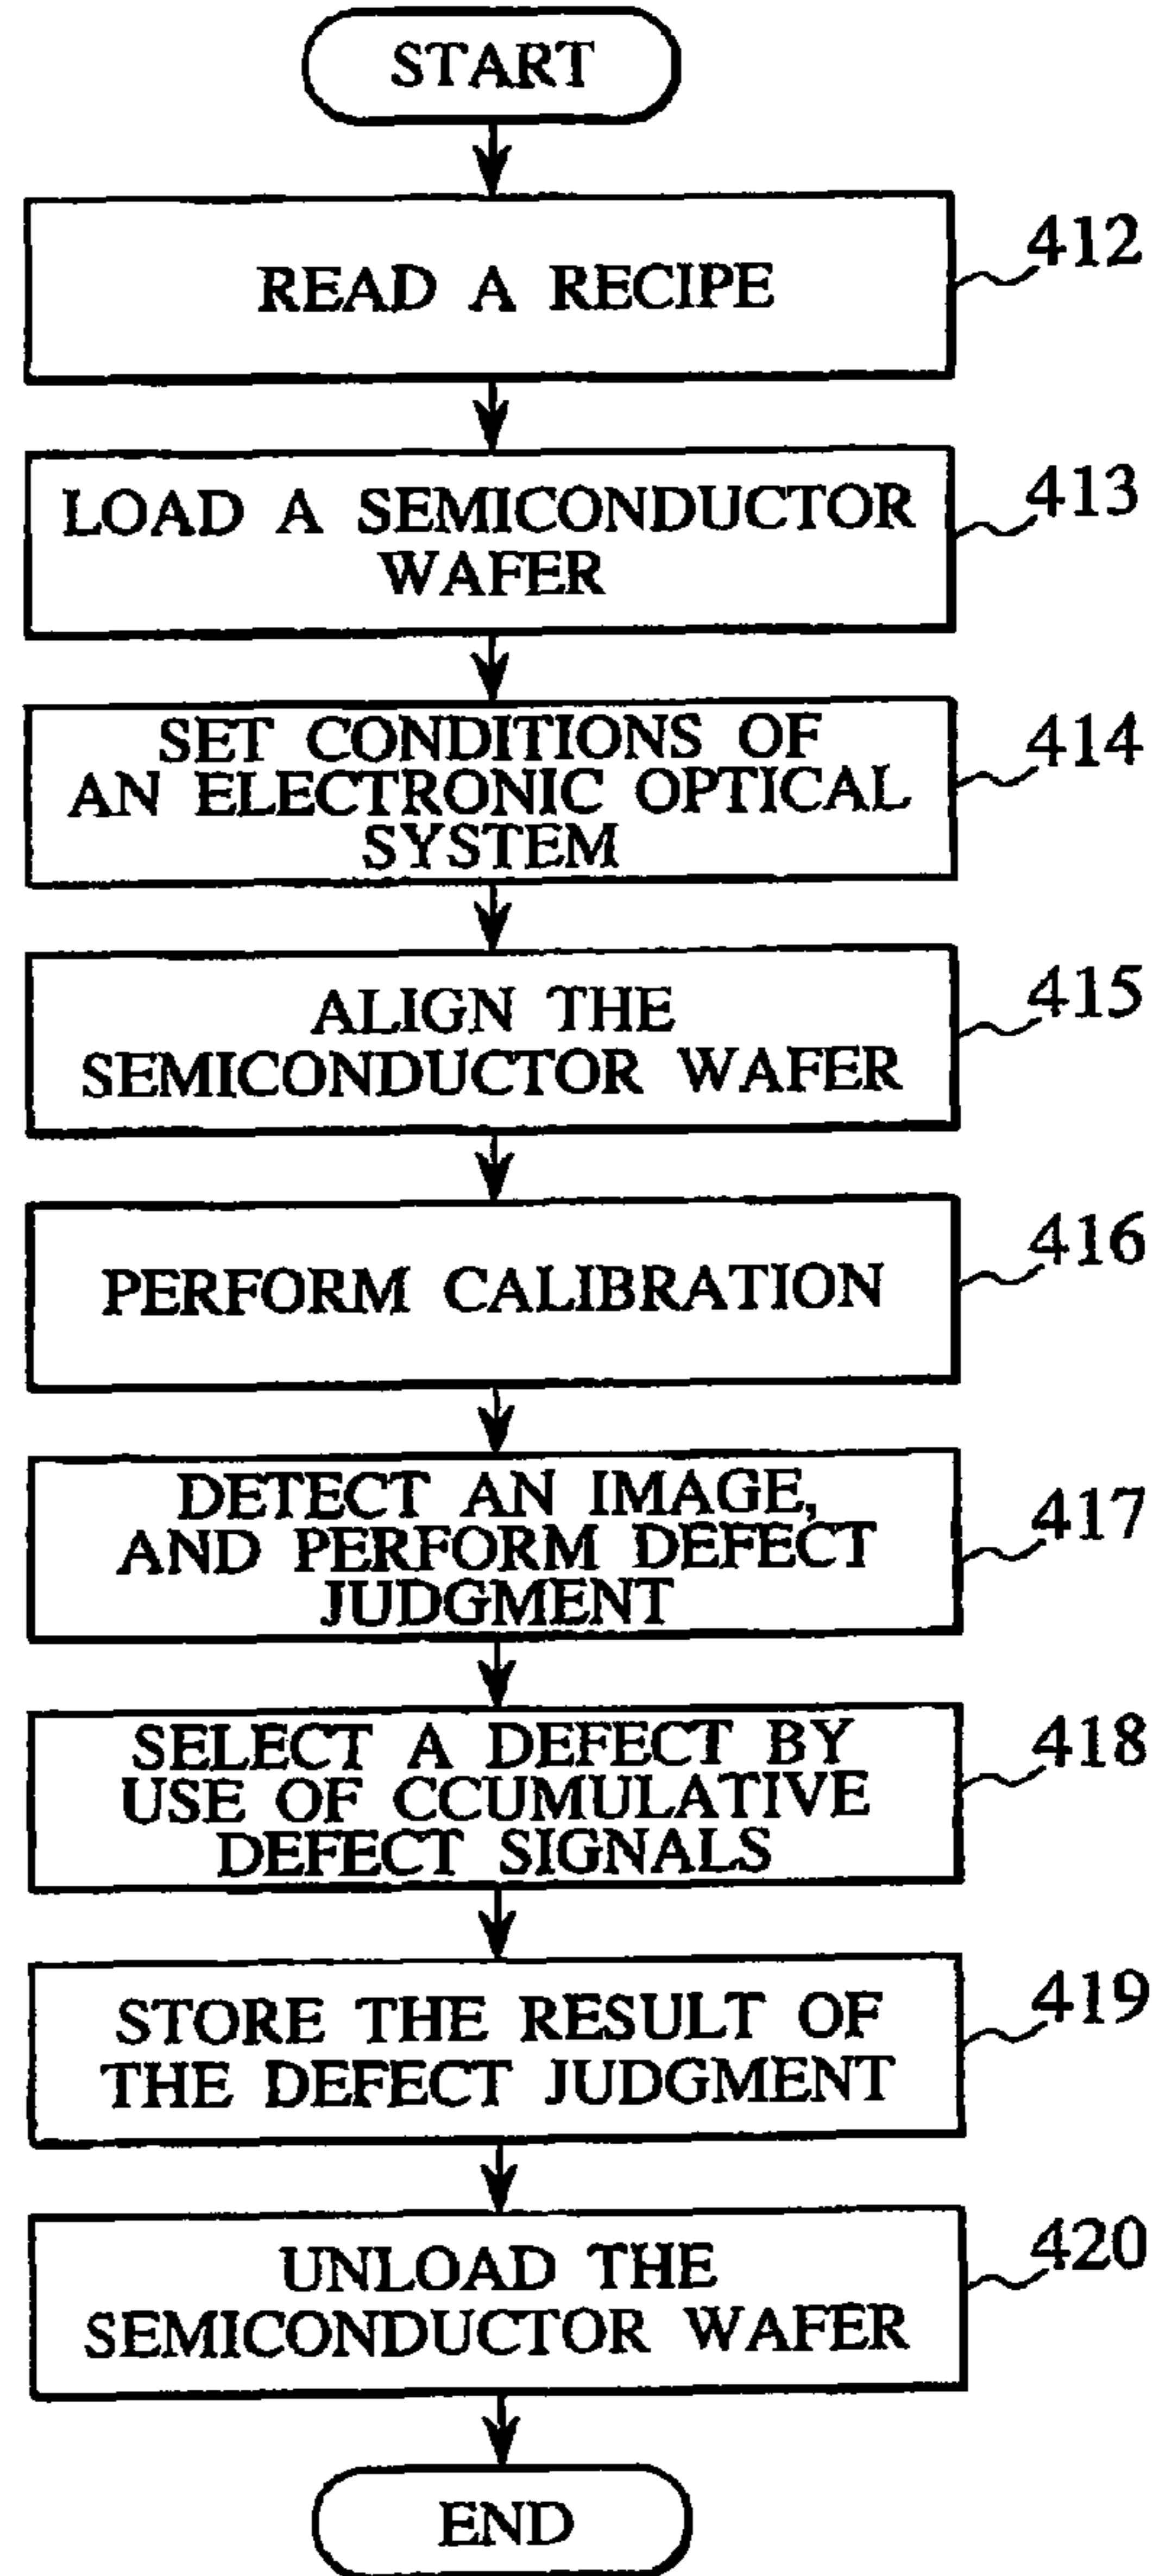 START
READ A RECIPE
412
LOAD A SEMICONDUCTOR
WAFER
413
SET CONDITIONS OF
AN ELECTRONIC OPTICAL
SYSTEM
414
ALIGN THE
SEMICONDUCTOR WAFER
415
PERFORM CALIBRATION
416
DETECT AN IMAGE,
AND PERFORM DEFECT
JUDGMENT
417
SELECT A DEFECT BY
USE OF CCUMULATIVE
DEFECT SIGNALS
418
STORE THE RESULT OF
THE DEFECT JUDGMENT
419
UNLOAD THE
SEMICONDUCTOR WAFER
420
END